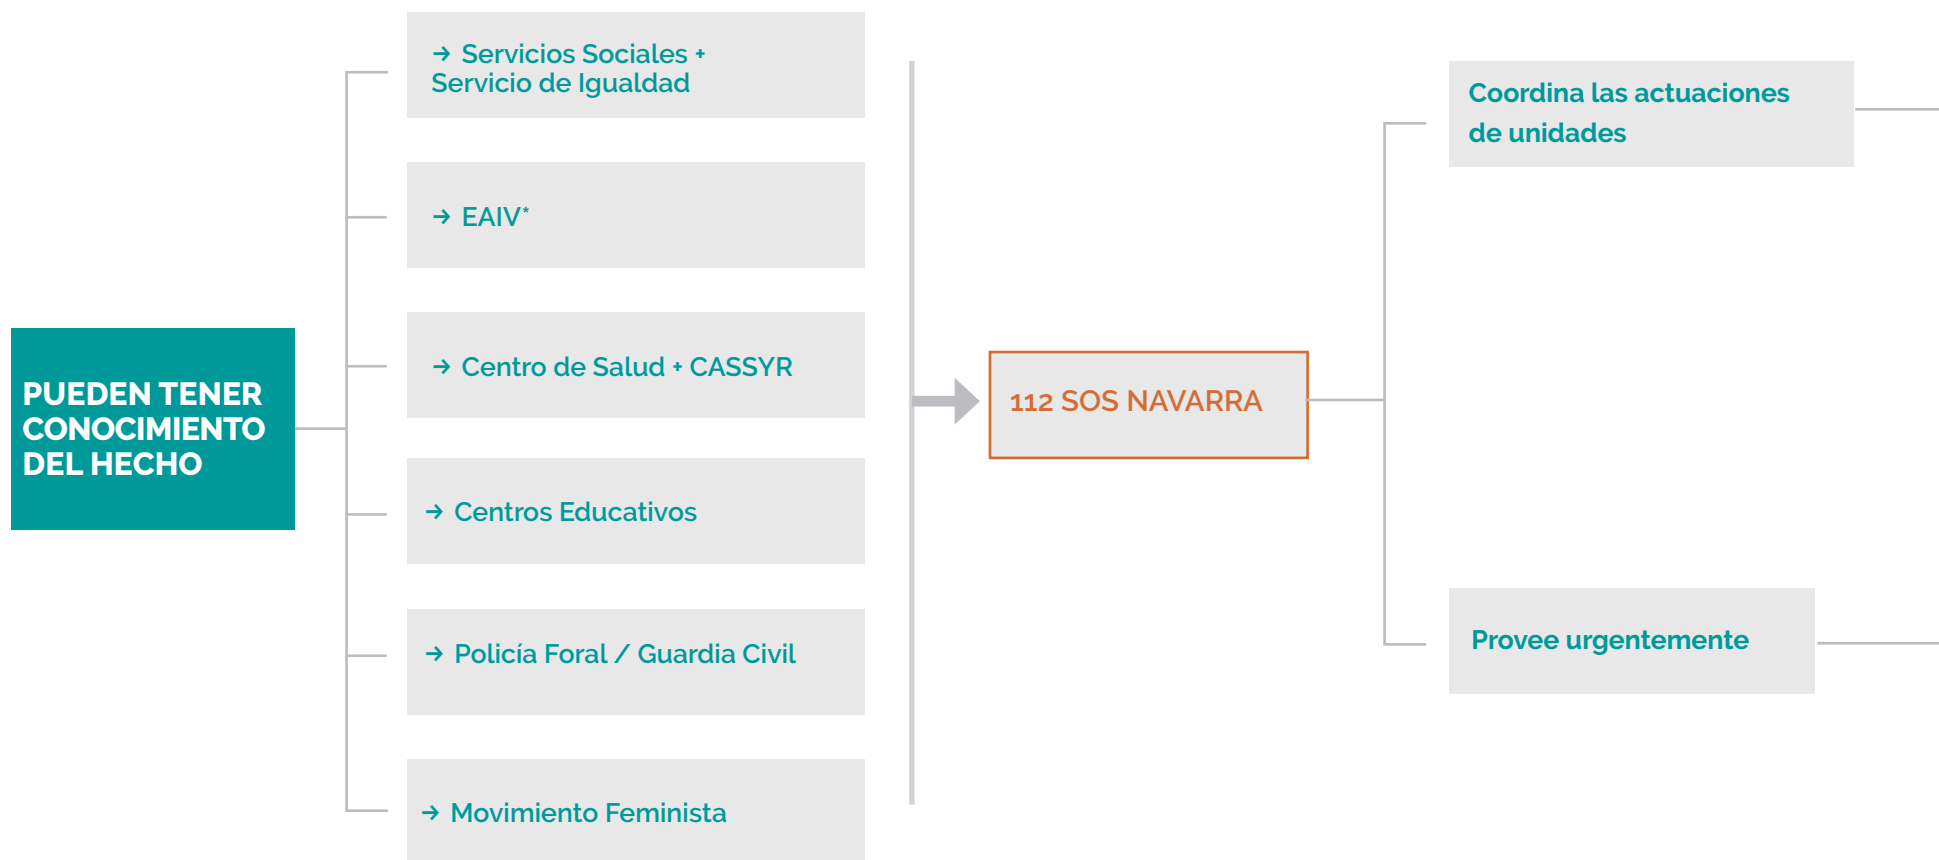 PUEDEN TENER
CONOCIMIENTO
DEL HECHO
→ Servicios Sociales +
Servicio de Igualdad
→ EAIV*
→ Centro de Salud + CASSYR
→ Centros Educativos
→ Policía Foral / Guardia Civil
→ Movimiento Feminista
112 SOS NAVARRA
Coordina las actuaciones
de unidades
Provee urgentemente